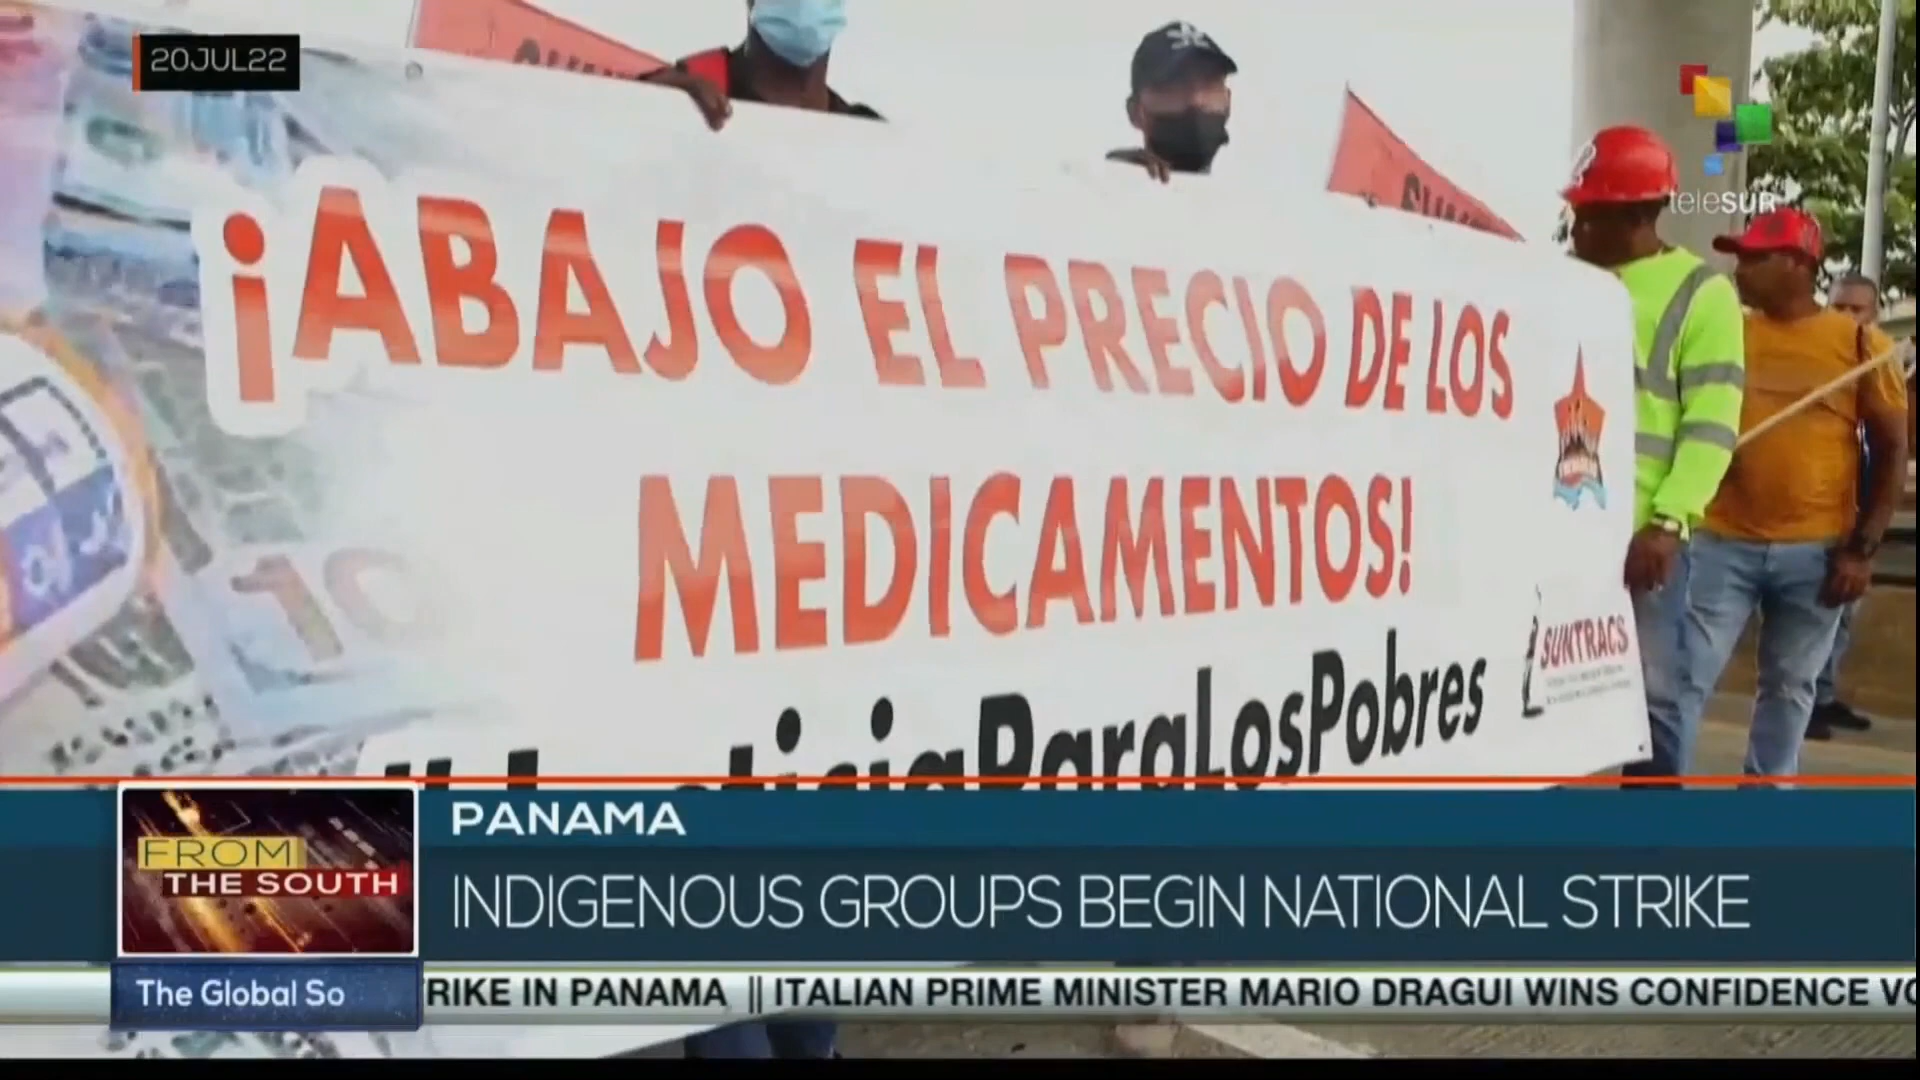 20JUL22
teleSUR
¡ABAJO EL PRECIO DE LOS
MEDICAMENTOS!
SUNTRACS
PANAMA
FROM
THE SOUTH
INDIGENOUS GROUPS BEGIN NATIONAL STRIKE
The Global So
RIKE IN PANAMA || ITALIAN PRIME MINISTER MARIO DRAGUI WINS CONFIDENCE